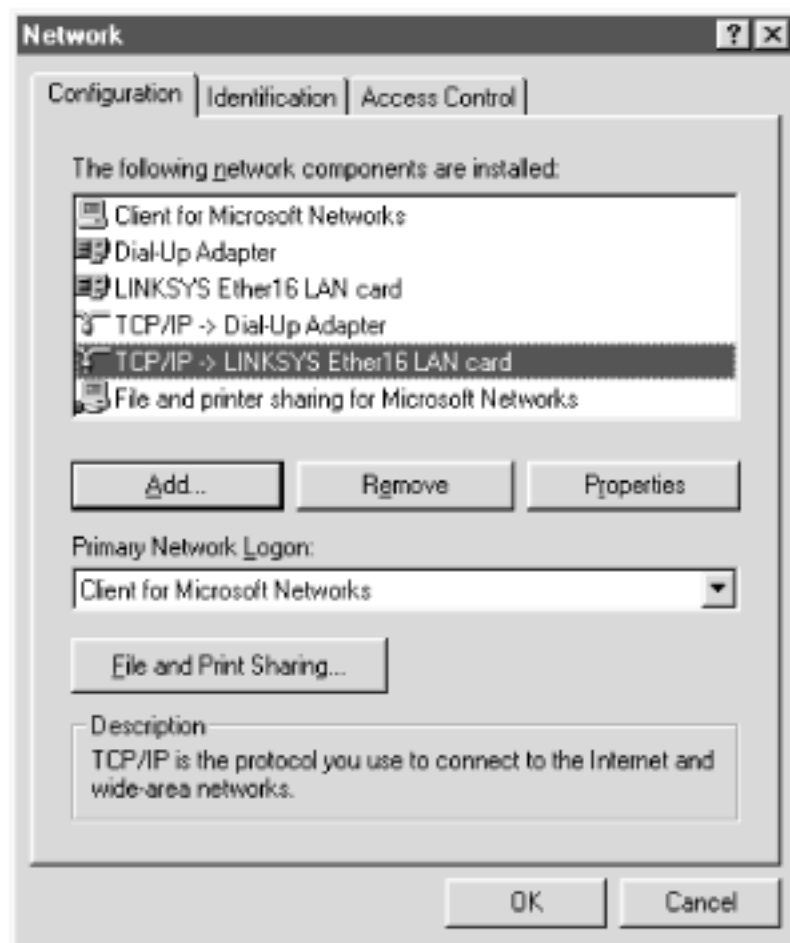 Network
Configuration Identification Access Control
The following network components are installed:
Client for Microsoft Networks
Dial-Up Adapter
LINKSYS Ether16 LAN card
TCP/IP -> Dial-Up Adapter
TCP/IP -> LINKSYS Ether16 LAN card
File and printer sharing for Microsoft Networks
Add... Remove Properties
Primary Network Logon:
Client for Microsoft Networks
File and Print Sharing...
Description
TCP/IP is the protocol you use to connect to the Internet and
wide-area networks.
OK Cancel